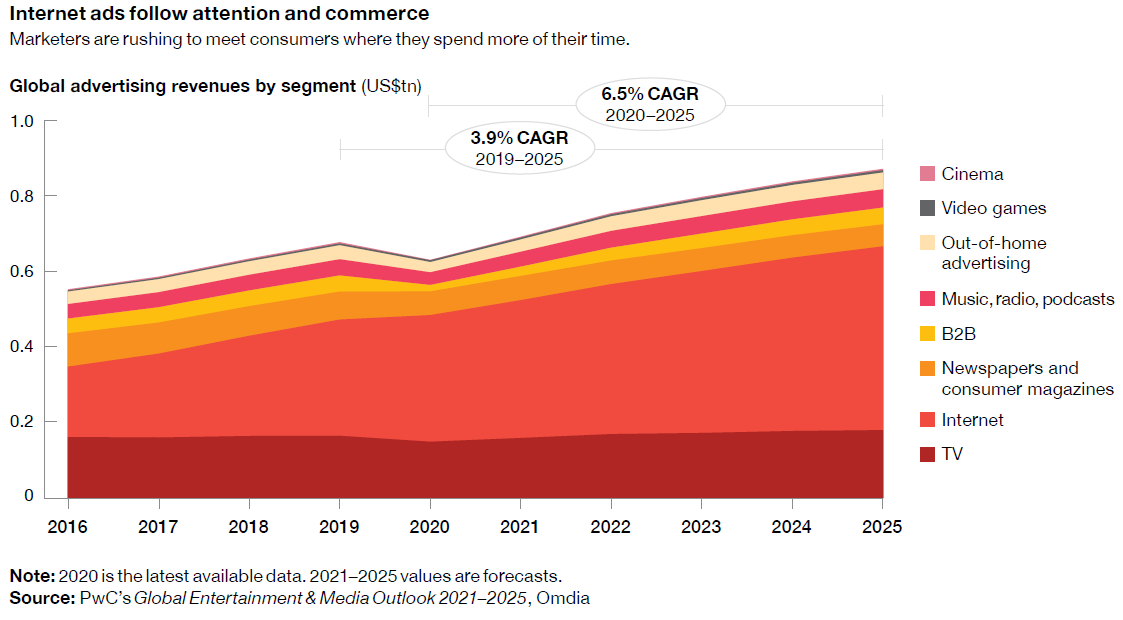 Internet ads follow attention and commerce
Marketers are rushing to meet consumers where they spend more of their time.
Global advertising revenues by segment (US$tn)
6.5% CAGR
2020–2025
3.9% CAGR
2019–2025
1.0
0.8
0.6
0.4
0.2
0
2016
2017
2018
2019
2020
2021
2022
2023
2024
2025
Cinema
Video games
Out-of-home
advertising
Music, radio, podcasts
B2B
Newspapers and
consumer magazines
Internet
TV
Note: 2020 is the latest available data. 2021–2025 values are forecasts.
Source: PwC's Global Entertainment & Media Outlook 2021–2025, Omdia